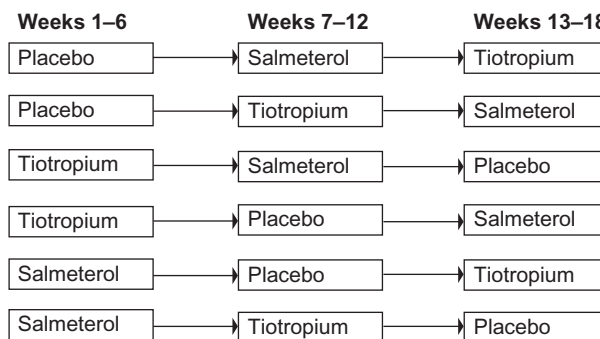 Weeks 1–6 Weeks 7–12 Weeks 13–18
Placebo Salmeterol Tiotropium
Placebo Tiotropium Salmeterol
Tiotropium Salmeterol Placebo
Tiotropium Placebo Salmeterol
Salmeterol Placebo Tiotropium
Salmeterol Tiotropium Placebo